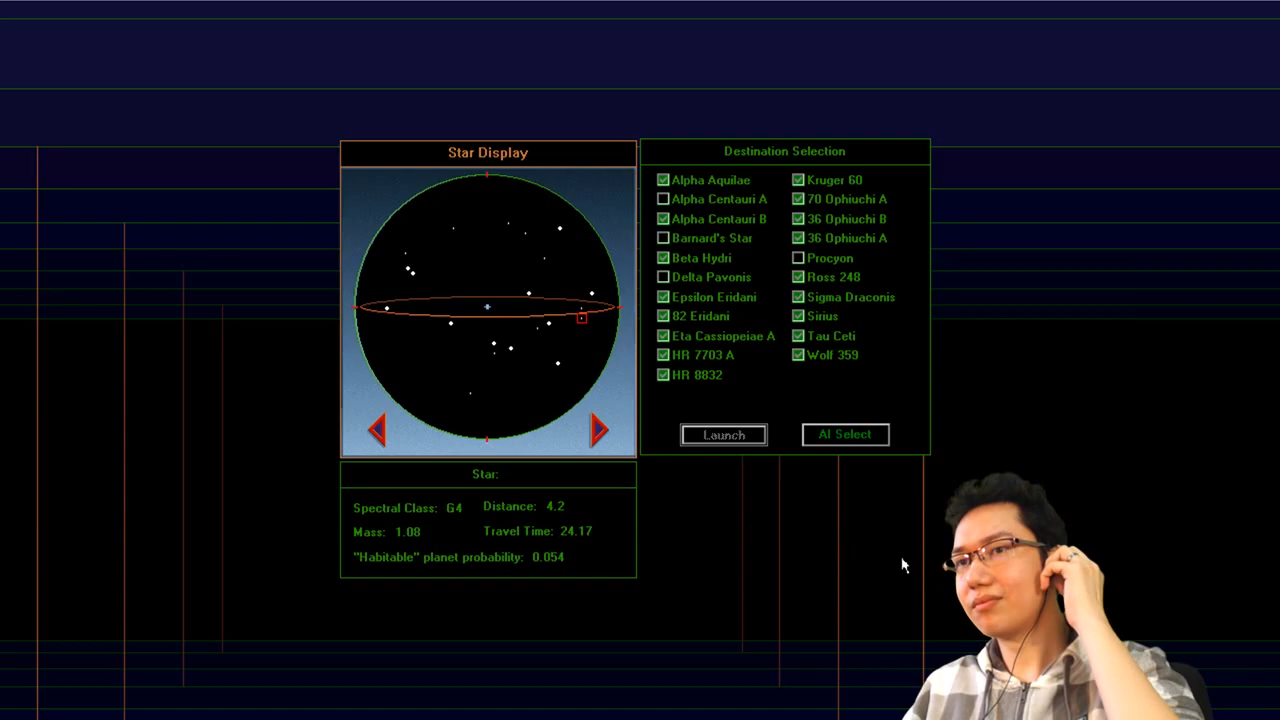 Star Display
Destination Selection
Alpha Aquilae
Alpha Centauri A
Alpha Centauri B
Barnard's Star
Beta Hydri
Delta Pavonis
Epsilon Eridani
82 Eridani
Eta Cassiopeiae A
HR 7703 A
HR 8832
Kruger 60
70 Ophiuchi A
36 Ophiuchi B
36 Ophiuchi A
Procyon
Ross 248
Sigma Draconis
Sirius
Tau Ceti
Wolf 359
Launch
AI Select
Star:
Spectral Class: G4
Distance: 4.2
Mass: 1.08
Travel Time: 24.17
"Habitable" planet probability: 0.054